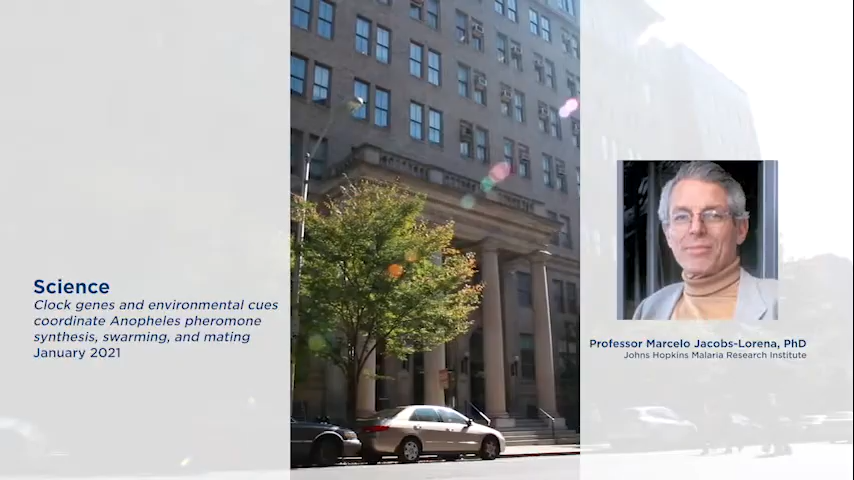 Science
Clock genes and environmental cues
coordinate Anopheles pheromone
synthesis, swarming, and mating
January 2021
Professor Marcelo Jacobs-Lorena, PhD
Johns Hopkins Malaria Research Institute